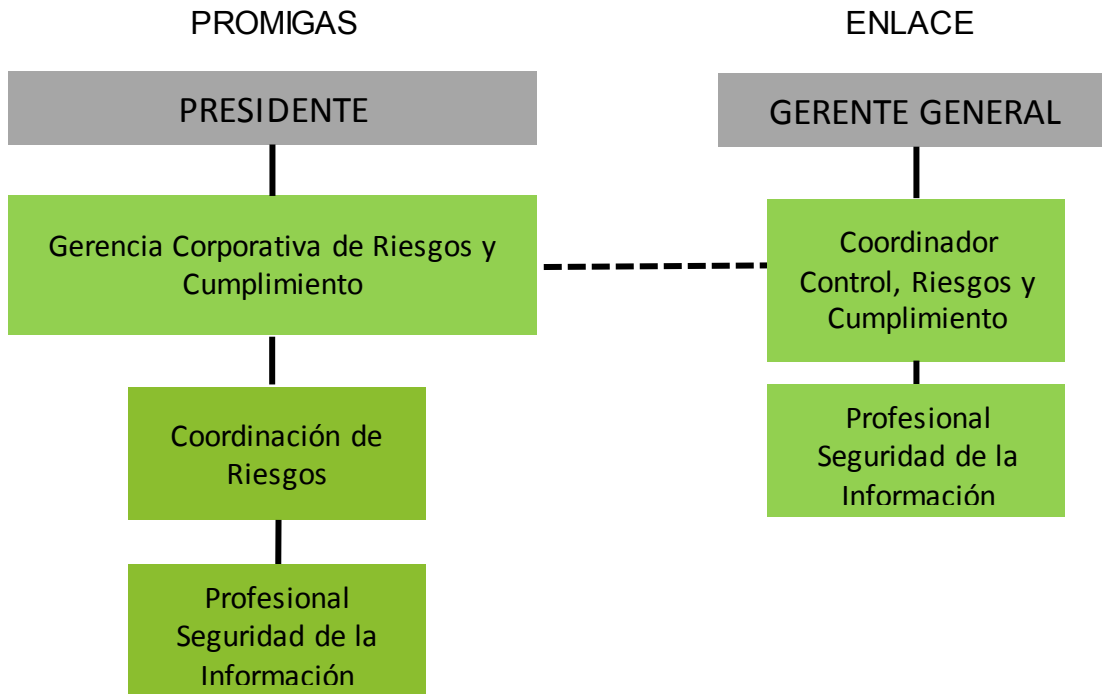 PROMIGAS
ENLACE
PRESIDENTE
GERENTE GENERAL
Gerencia Corporativa de Riesgos y
Cumplimiento
Coordinador
Control, Riesgos y
Cumplimiento
Coordinación de
Riesgos
Profesional
Seguridad de la
Información
Profesional
Seguridad de la
Información